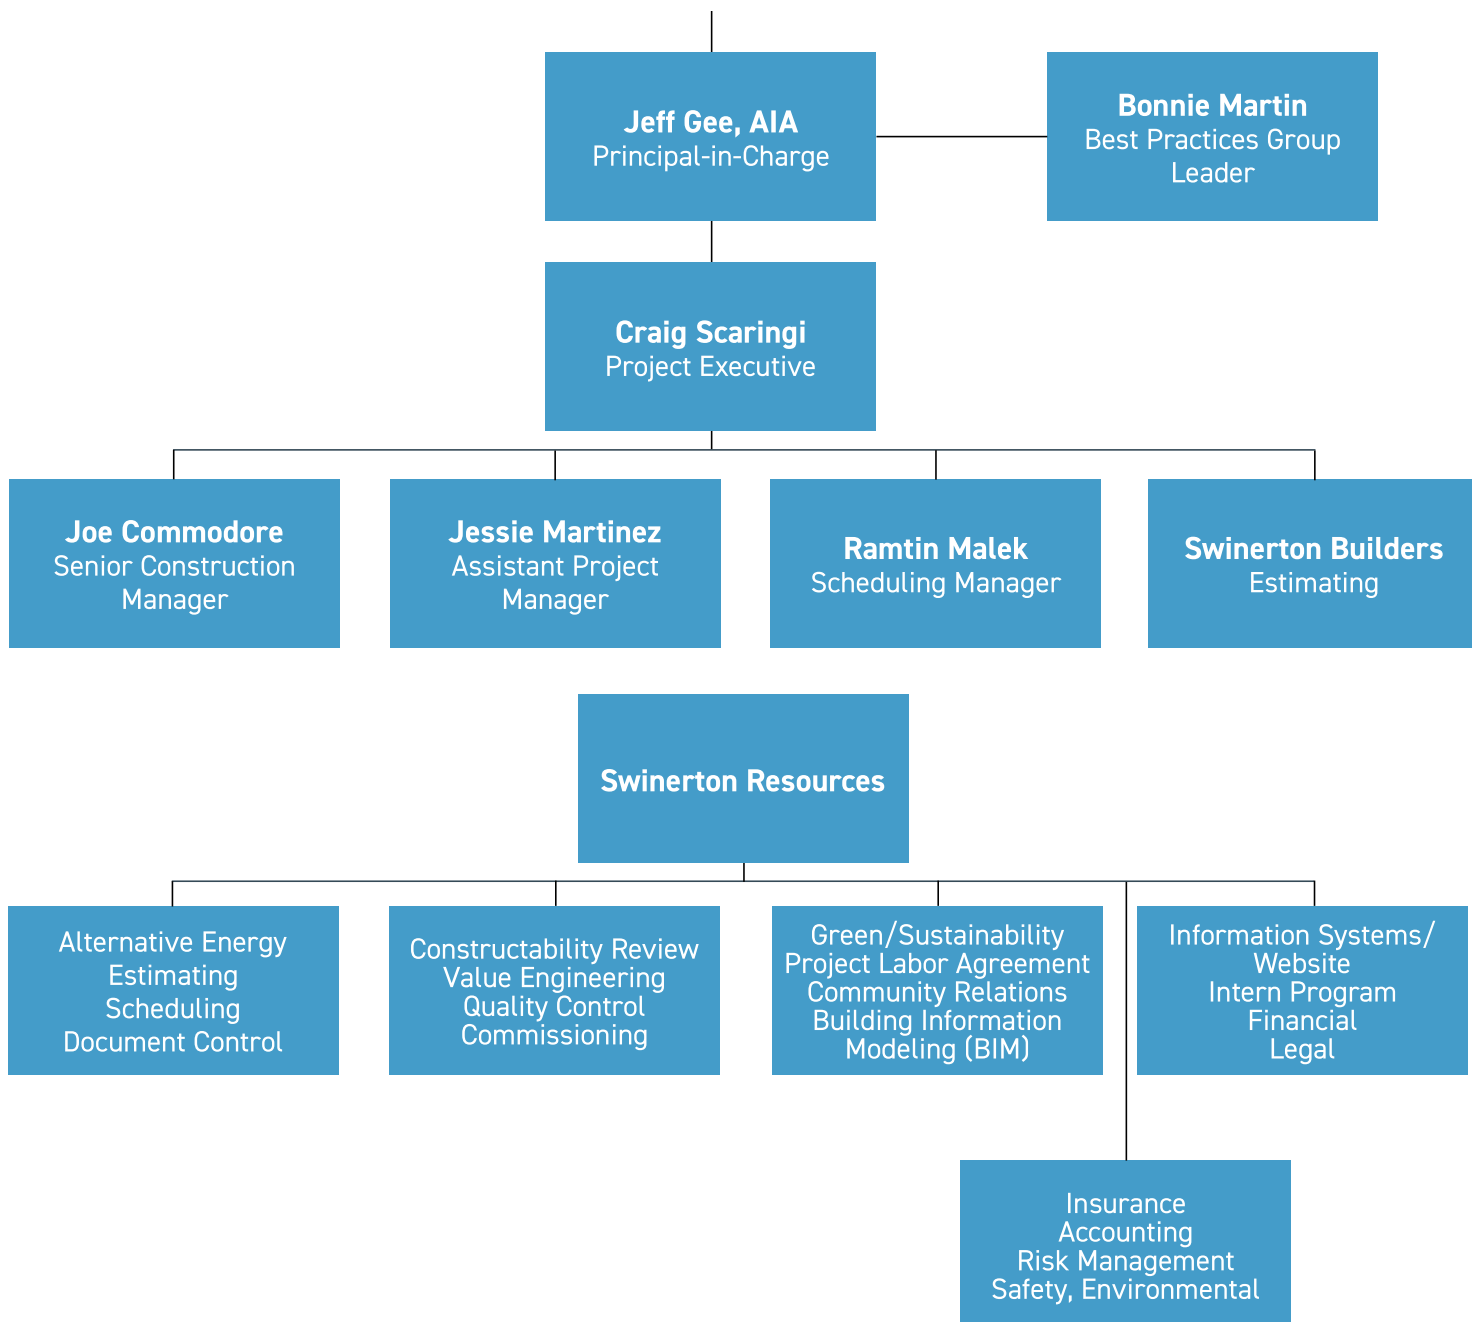 Jeff Gee, AIA
Principal-in-Charge
Bonnie Martin
Best Practices Group
Leader
Craig Scaringi
Project Executive
Joe Commodore
Senior Construction
Manager
Jessie Martinez
Assistant Project
Manager
Ramtin Malek
Scheduling Manager
Swinerton Builders
Estimating
Swinerton Resources
Alternative Energy
Estimating
Scheduling
Document Control
Constructability Review
Value Engineering
Quality Control
Commissioning
Green/Sustainability
Project Labor Agreement
Community Relations
Building Information
Modeling (BIM)
Information Systems/
Website
Intern Program
Financial
Legal
Insurance
Accounting
Risk Management
Safety, Environmental